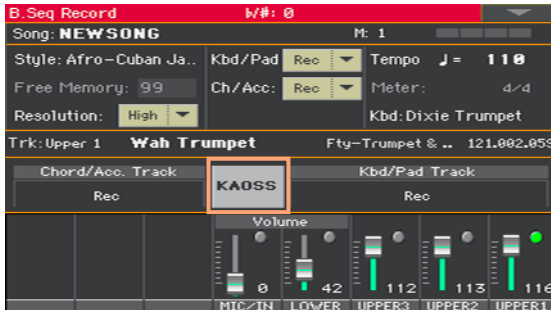 B.Seq Record ♭/#: 0
Song: NEWSONG M: 1
Style: Afro-Cuban Ja.. Kbd/Pad Rec Tempo ♩= 110
Free Memory: 99 Ch/Acc: Rec Meter: 4/4
Resolution: High Kbd: Dixie Trumpet
Trk: Upper 1 Wah Trumpet Fty-Trumpet & .. 121.002.059
Chord/Acc. Track KAOSS Kbd/Pad Track
Rec Rec
Volume
0 42 112 113 116
MIC/IN LOWER UPPER3 UPPER2 UPPER1